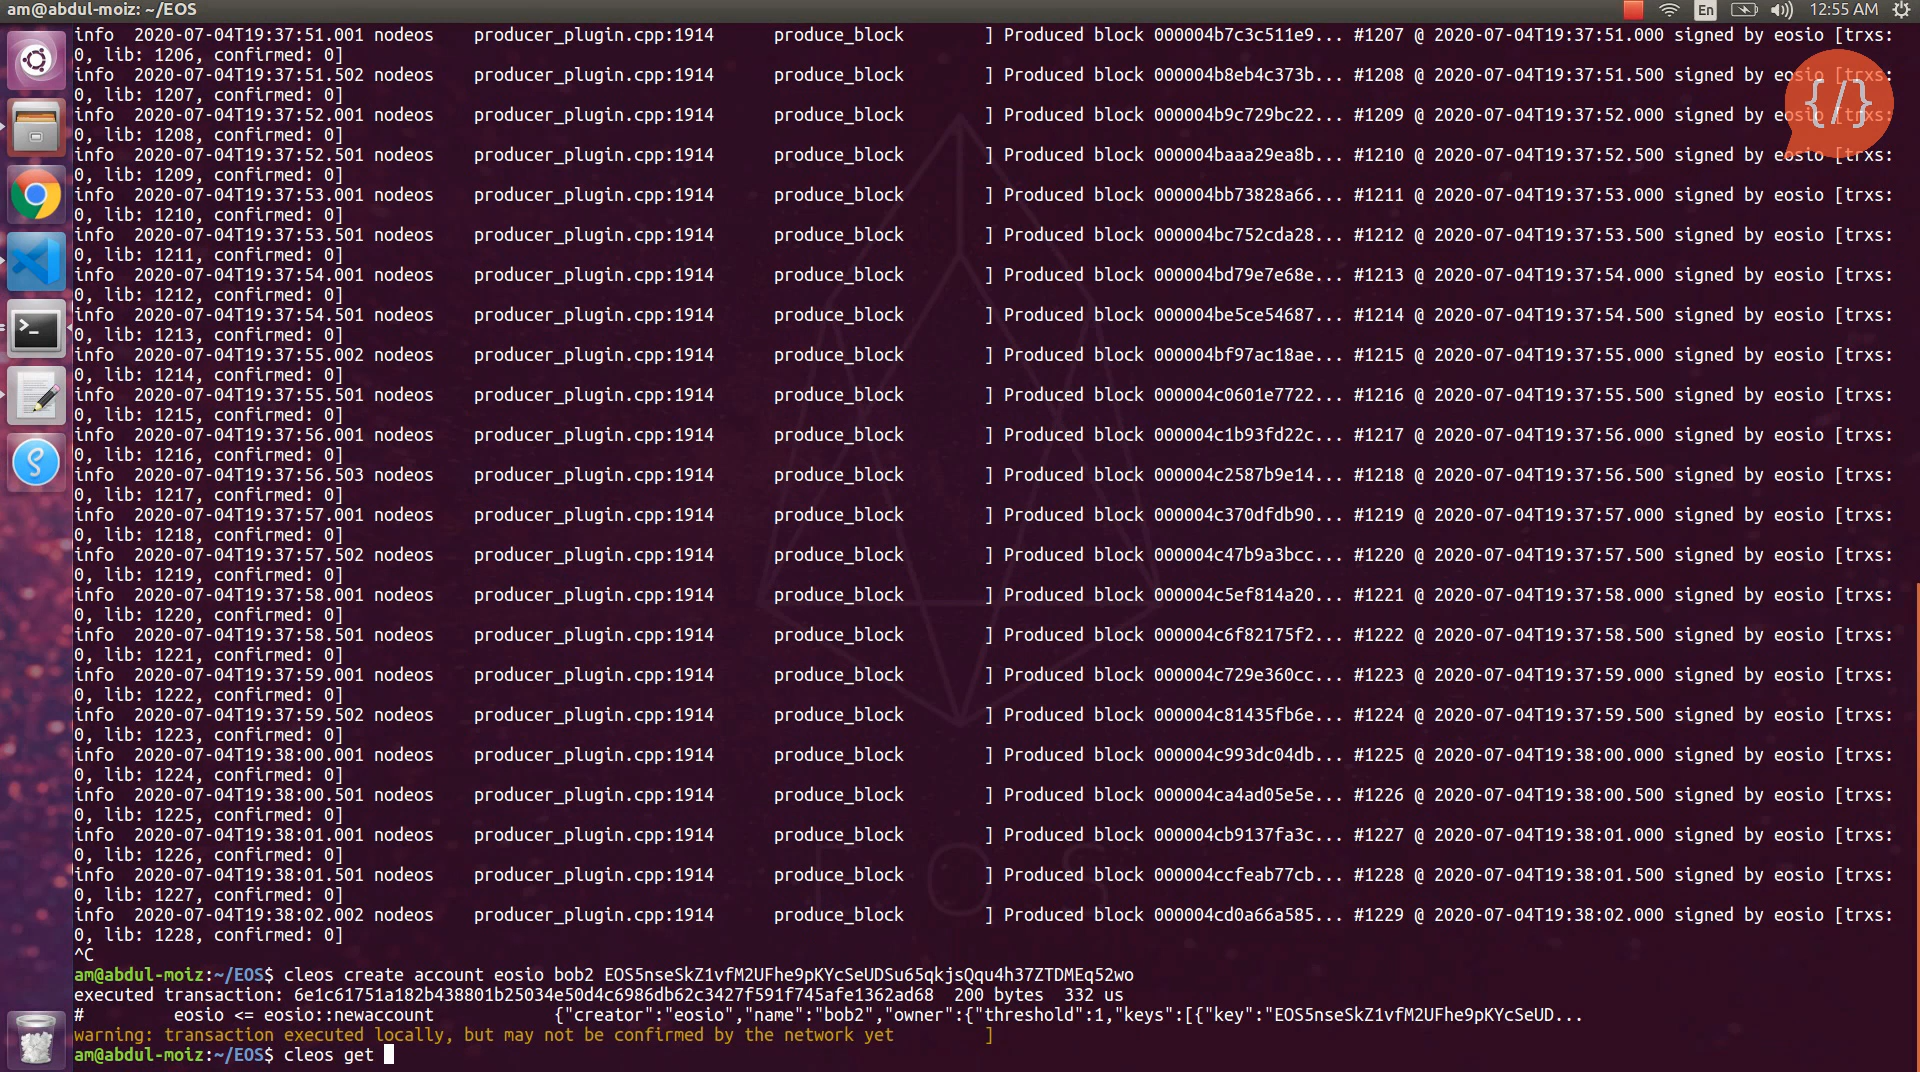 am@abdul-moiz: ~/EOS
En
12:55 AM
info  2020-07-04T19:37:51.001 nodeos    producer_plugin.cpp:1914      produce_block        ] Produced block 000004b7c3c511e9... #1207 @ 2020-07-04T19:37:51.000 signed by eosio [trxs:
0, lib: 1206, confirmed: 0]
info  2020-07-04T19:37:51.502 nodeos    producer_plugin.cpp:1914      produce_block        ] Produced block 000004b8eb4c373b... #1208 @ 2020-07-04T19:37:51.500 signed by eosio [trxs:
0, lib: 1207, confirmed: 0]
info  2020-07-04T19:37:52.001 nodeos    producer_plugin.cpp:1914      produce_block        ] Produced block 000004b9c729bc22... #1209 @ 2020-07-04T19:37:52.000 signed by eosio [trxs:
0, lib: 1208, confirmed: 0]
info  2020-07-04T19:37:52.501 nodeos    producer_plugin.cpp:1914      produce_block        ] Produced block 000004baaa29ea8b... #1210 @ 2020-07-04T19:37:52.500 signed by eosio [trxs:
0, lib: 1209, confirmed: 0]
info  2020-07-04T19:37:53.001 nodeos    producer_plugin.cpp:1914      produce_block        ] Produced block 000004bb73828a66... #1211 @ 2020-07-04T19:37:53.000 signed by eosio [trxs:
0, lib: 1210, confirmed: 0]
info  2020-07-04T19:37:53.501 nodeos    producer_plugin.cpp:1914      produce_block        ] Produced block 000004bc752cda28... #1212 @ 2020-07-04T19:37:53.500 signed by eosio [trxs:
0, lib: 1211, confirmed: 0]
info  2020-07-04T19:37:54.001 nodeos    producer_plugin.cpp:1914      produce_block        ] Produced block 000004bd79e7e68e... #1213 @ 2020-07-04T19:37:54.000 signed by eosio [trxs:
0, lib: 1212, confirmed: 0]
info  2020-07-04T19:37:54.501 nodeos    producer_plugin.cpp:1914      produce_block        ] Produced block 000004be5ce54687... #1214 @ 2020-07-04T19:37:54.500 signed by eosio [trxs:
0, lib: 1213, confirmed: 0]
info  2020-07-04T19:37:55.002 nodeos    producer_plugin.cpp:1914      produce_block        ] Produced block 000004bf97ac18ae... #1215 @ 2020-07-04T19:37:55.000 signed by eosio [trxs:
0, lib: 1214, confirmed: 0]
info  2020-07-04T19:37:55.501 nodeos    producer_plugin.cpp:1914      produce_block        ] Produced block 000004c0601e7722... #1216 @ 2020-07-04T19:37:55.500 signed by eosio [trxs:
0, lib: 1215, confirmed: 0]
info  2020-07-04T19:37:56.001 nodeos    producer_plugin.cpp:1914      produce_block        ] Produced block 000004c1b93fd22c... #1217 @ 2020-07-04T19:37:56.000 signed by eosio [trxs:
0, lib: 1216, confirmed: 0]
info  2020-07-04T19:37:56.503 nodeos    producer_plugin.cpp:1914      produce_block        ] Produced block 000004c2587b9e14... #1218 @ 2020-07-04T19:37:56.500 signed by eosio [trxs:
0, lib: 1217, confirmed: 0]
info  2020-07-04T19:37:57.001 nodeos    producer_plugin.cpp:1914      produce_block        ] Produced block 000004c370dfdb90... #1219 @ 2020-07-04T19:37:57.000 signed by eosio [trxs:
0, lib: 1218, confirmed: 0]
info  2020-07-04T19:37:57.502 nodeos    producer_plugin.cpp:1914      produce_block        ] Produced block 000004c47b9a3bcc... #1220 @ 2020-07-04T19:37:57.500 signed by eosio [trxs:
0, lib: 1219, confirmed: 0]
info  2020-07-04T19:37:58.001 nodeos    producer_plugin.cpp:1914      produce_block        ] Produced block 000004c5ef814a20... #1221 @ 2020-07-04T19:37:58.000 signed by eosio [trxs:
0, lib: 1220, confirmed: 0]
info  2020-07-04T19:37:58.501 nodeos    producer_plugin.cpp:1914      produce_block        ] Produced block 000004c6f82175f2... #1222 @ 2020-07-04T19:37:58.500 signed by eosio [trxs:
0, lib: 1221, confirmed: 0]
info  2020-07-04T19:37:59.001 nodeos    producer_plugin.cpp:1914      produce_block        ] Produced block 000004c729e360cc... #1223 @ 2020-07-04T19:37:59.000 signed by eosio [trxs:
0, lib: 1222, confirmed: 0]
info  2020-07-04T19:37:59.502 nodeos    producer_plugin.cpp:1914      produce_block        ] Produced block 000004c81435fb6e... #1224 @ 2020-07-04T19:37:59.500 signed by eosio [trxs:
0, lib: 1223, confirmed: 0]
info  2020-07-04T19:38:00.001 nodeos    producer_plugin.cpp:1914      produce_block        ] Produced block 000004c993dc04db... #1225 @ 2020-07-04T19:38:00.000 signed by eosio [trxs:
0, lib: 1224, confirmed: 0]
info  2020-07-04T19:38:00.501 nodeos    producer_plugin.cpp:1914      produce_block        ] Produced block 000004ca4ad05e5e... #1226 @ 2020-07-04T19:38:00.500 signed by eosio [trxs:
0, lib: 1225, confirmed: 0]
info  2020-07-04T19:38:01.001 nodeos    producer_plugin.cpp:1914      produce_block        ] Produced block 000004cb9137fa3c... #1227 @ 2020-07-04T19:38:01.000 signed by eosio [trxs:
0, lib: 1226, confirmed: 0]
info  2020-07-04T19:38:01.501 nodeos    producer_plugin.cpp:1914      produce_block        ] Produced block 000004ccfeab77cb... #1228 @ 2020-07-04T19:38:01.500 signed by eosio [trxs:
0, lib: 1227, confirmed: 0]
info  2020-07-04T19:38:02.002 nodeos    producer_plugin.cpp:1914      produce_block        ] Produced block 000004cd0a66a585... #1229 @ 2020-07-04T19:38:02.000 signed by eosio [trxs:
0, lib: 1228, confirmed: 0]
^C
am@abdul-moiz:~/EOS$ cleos create account eosio bob2 EOS5nseSkZ1vfM2UFhe9pKYcSeUDSu65qkjsQqu4h37ZTDMEq52wo
executed transaction: 6e1c61751a182b438801b25034e50d4c6986db62c3427f591f745afe1362ad68  200 bytes  332 us
#         eosio <= eosio::newaccount            {"creator":"eosio","name":"bob2","owner":{"threshold":1,"keys":[{"key":"EOS5nseSkZ1vfM2UFhe9pKYcSeUD...
warning: transaction executed locally, but may not be confirmed by the network yet         ]
am@abdul-moiz:~/EOS$ cleos get
{/}
EOS